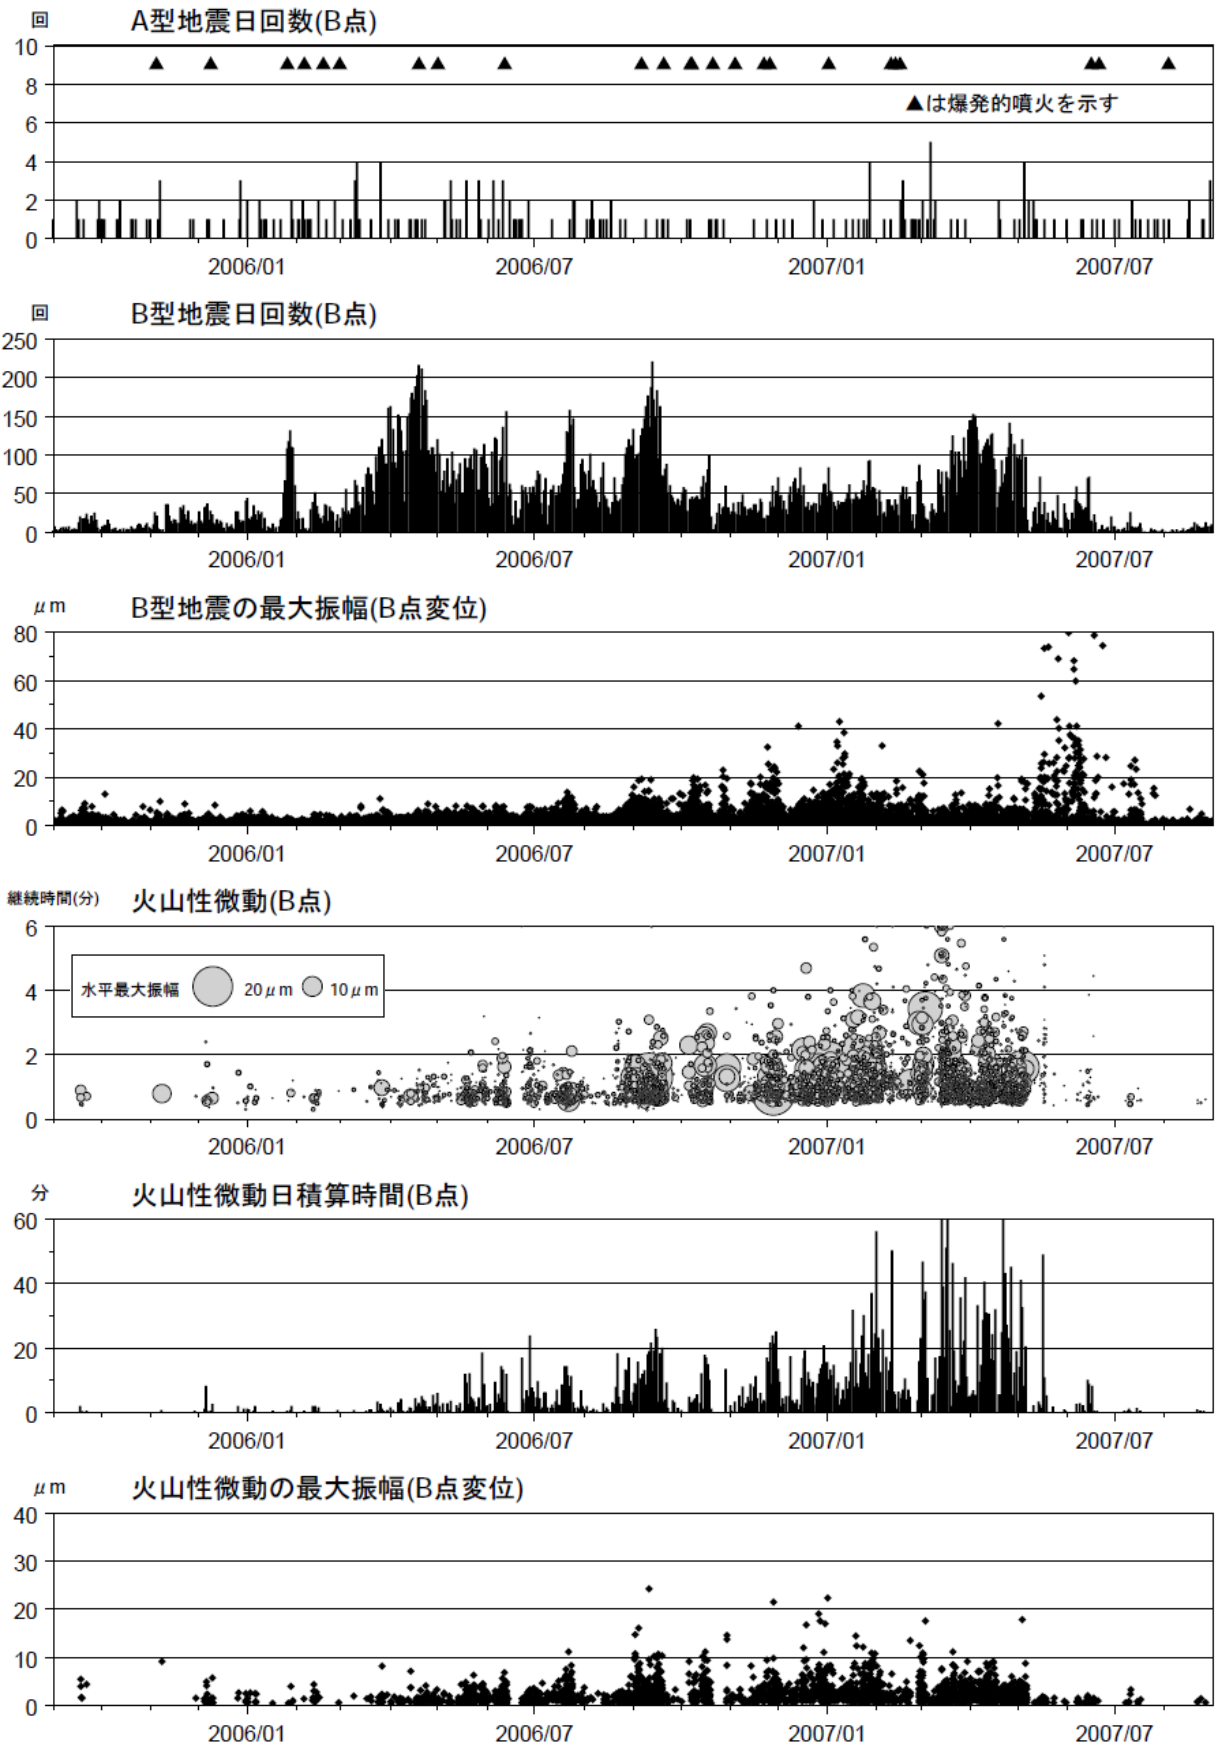 回 A型地震日回数(B点)
10
8
▲は爆発的噴火を示す
6
4
2
0
2006/01 2006/07 2007/01 2007/07
回 B型地震日回数(B点)
250
200
150
100
50
0
2006/01 2006/07 2007/01 2007/07
μm B型地震の最大振幅(B点変位)
80
60
40
20
0
2006/01 2006/07 2007/01 2007/07
継続時間(分) 火山性微動(B点)
6
水平最大振幅 20μm 10μm
4
2
0
2006/01 2006/07 2007/01 2007/07
分 火山性微動日積算時間(B点)
60
40
20
0
2006/01 2006/07 2007/01 2007/07
μm 火山性微動の最大振幅(B点変位)
40
30
20
10
0
2006/01 2006/07 2007/01 2007/07